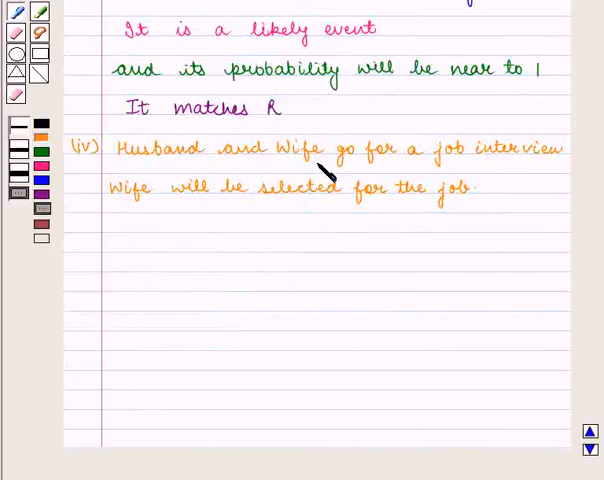 It is a likely event
and its probability will be near to 1
It matches R
(iv) Husband and Wife go for a job interview
Wife will be selected for the job.